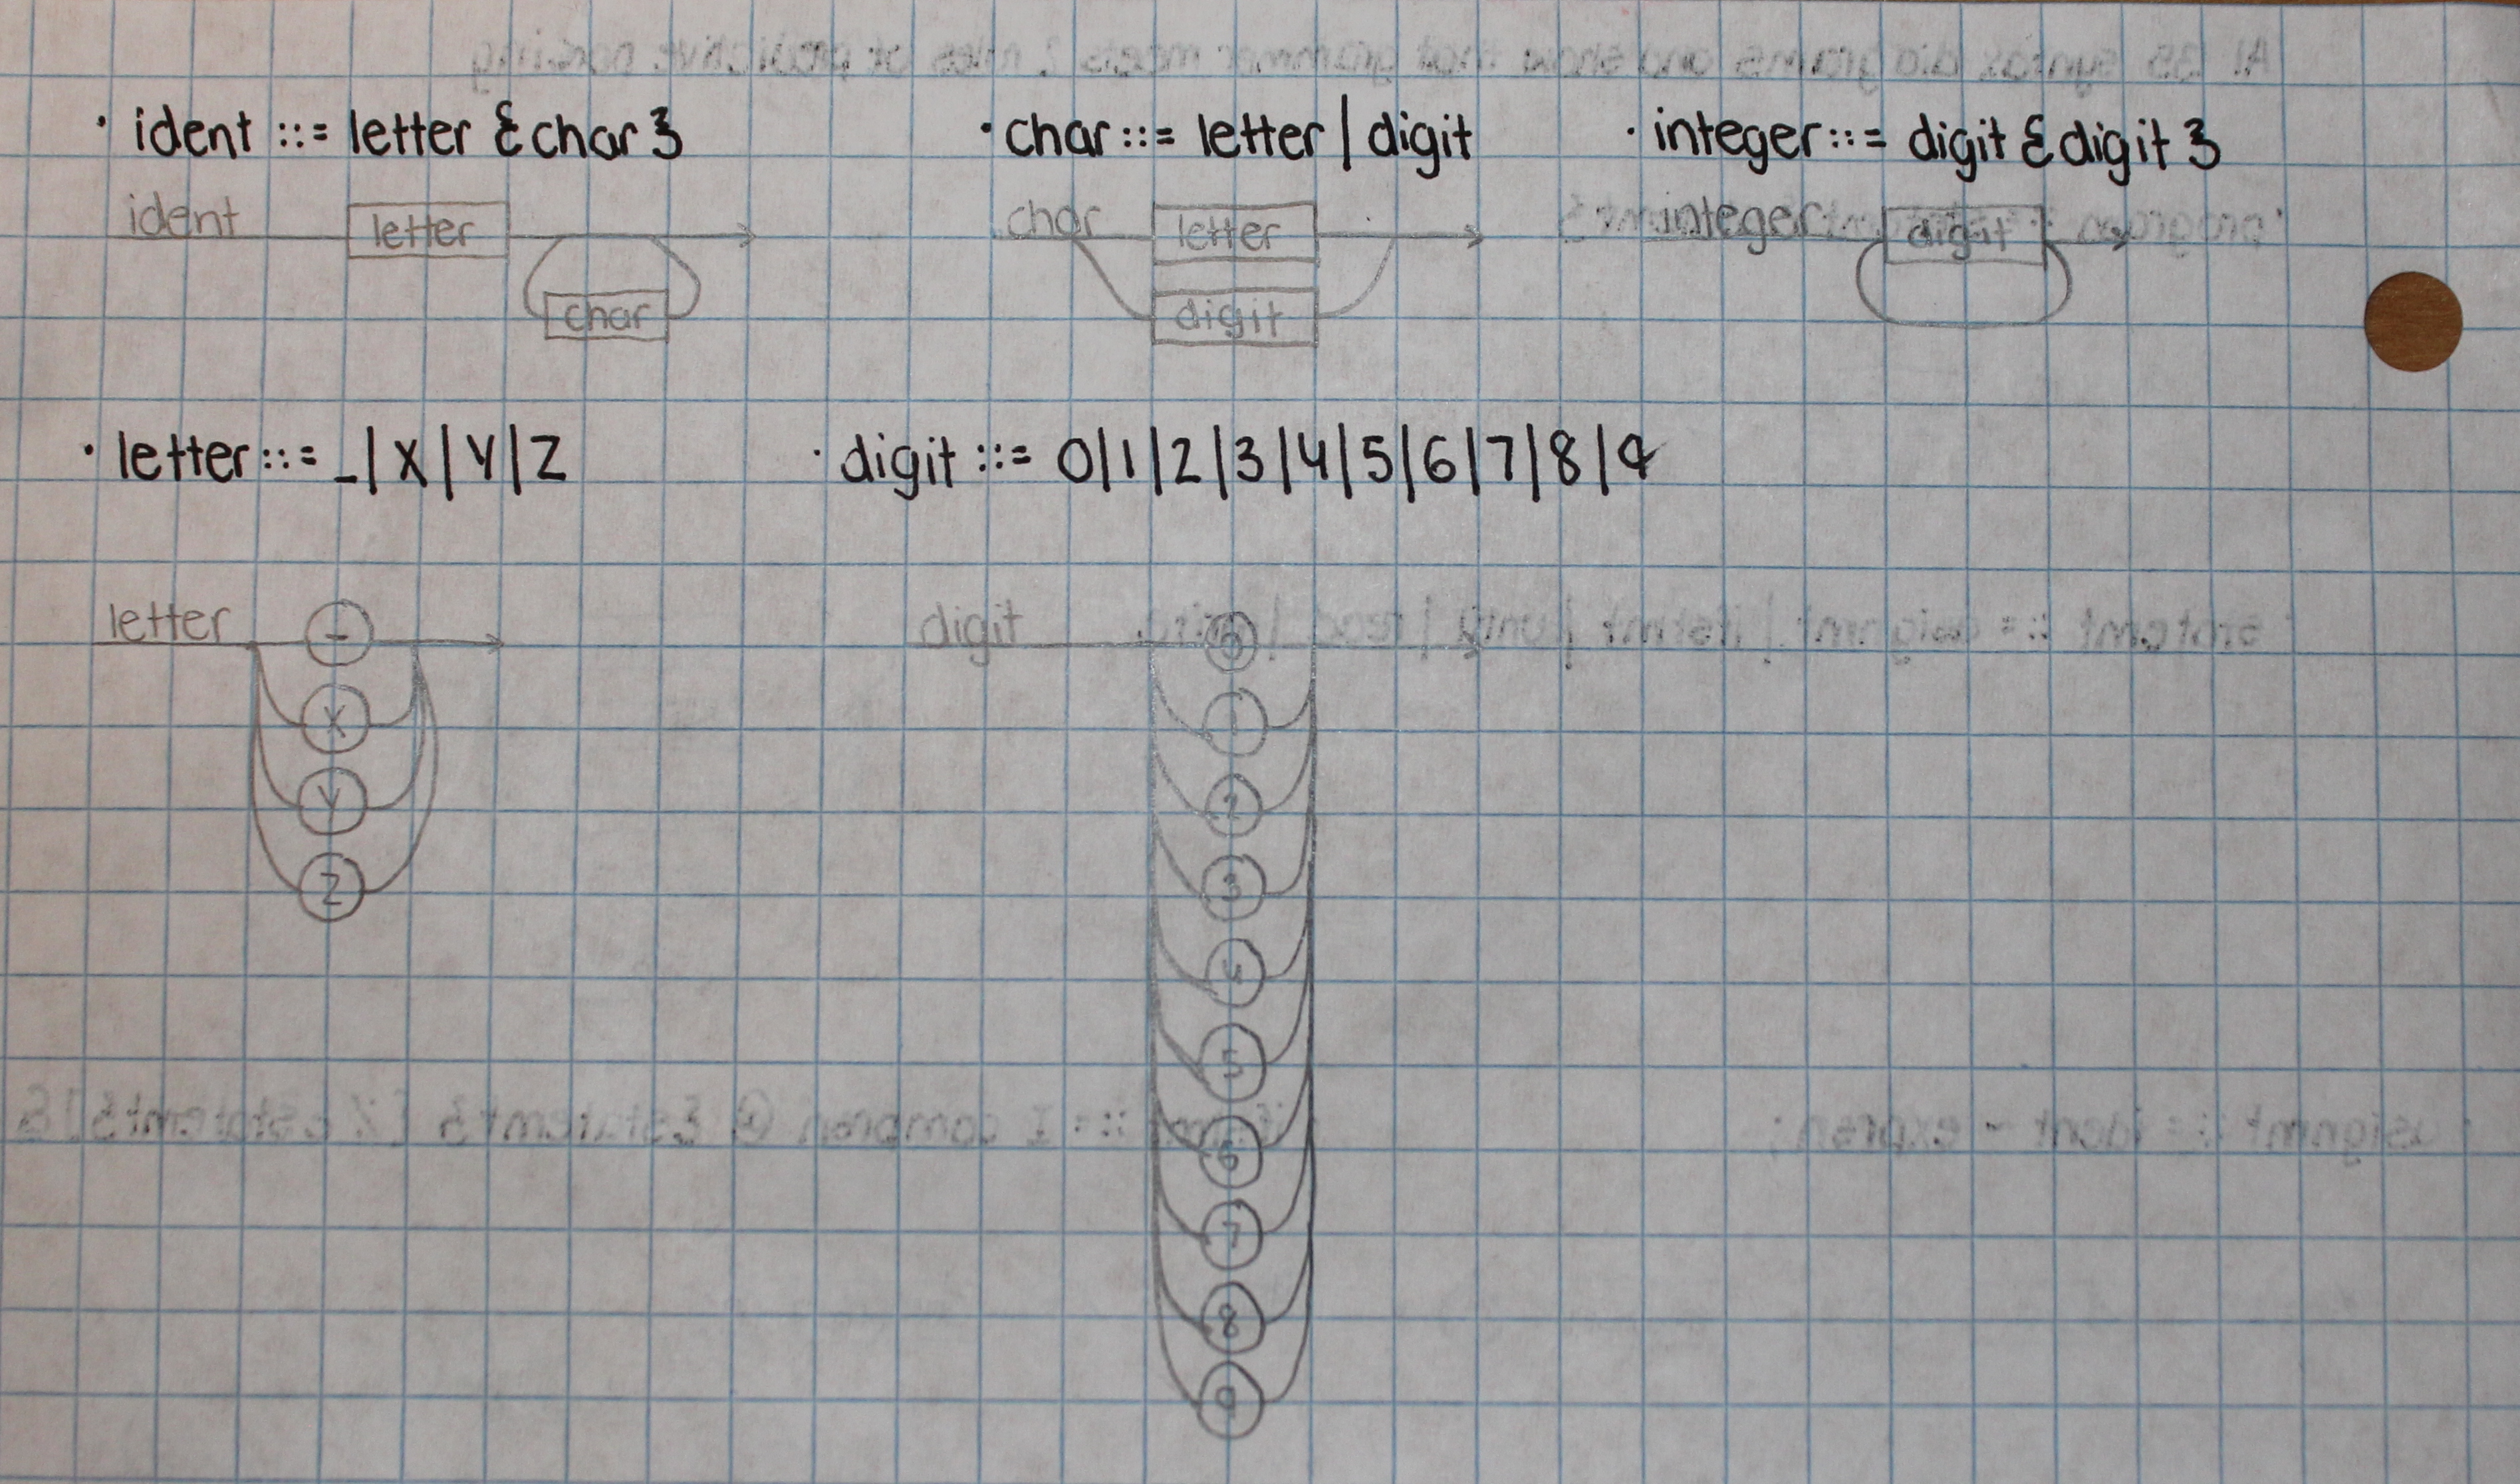 · ident ::= letter {char} · char ::= letter | digit · integer ::= digit {digit}
ident letter char letter integer digit
char digit
· letter ::= _ | X | Y | Z · digit ::= 0|1|2|3|4|5|6|7|8|9
letter _ digit 0
X 1
Y 2
Z 3
4
5
6
7
8
9